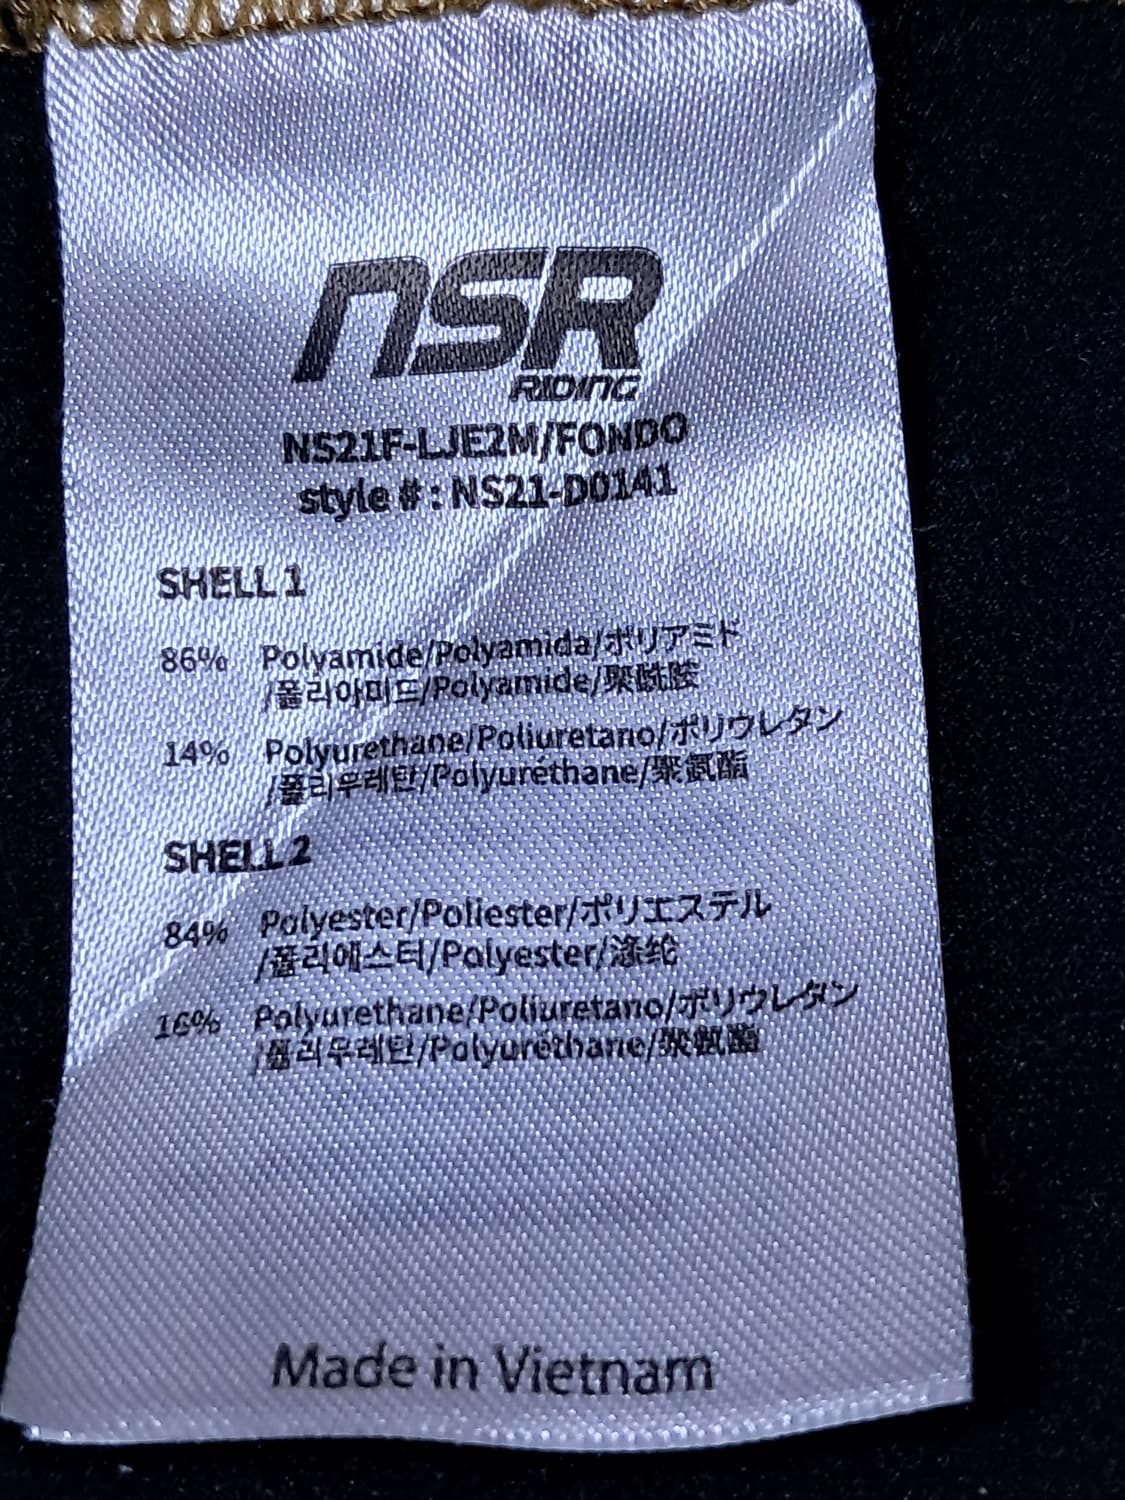 NSR
RIDING
NS21F-LJE2M/FONDO
style # : NS21-D0141
SHELL 1
86% Polyamide/Polyamida/ポリアミド
/폴리아미드/Polyamide/聚酰胺
14% Polyurethane/Poliuretano/ポリウレタン
/폴리우레탄/Polyuréthane/聚氨酯
SHELL 2
84% Polyester/Poliester/ポリエステル
/폴리에스터/Polyester/涤纶
16% Polyurethane/Poliuretano/ポリウレタン
/폴리우레탄/Polyuréthane/聚氨酯
Made in Vietnam